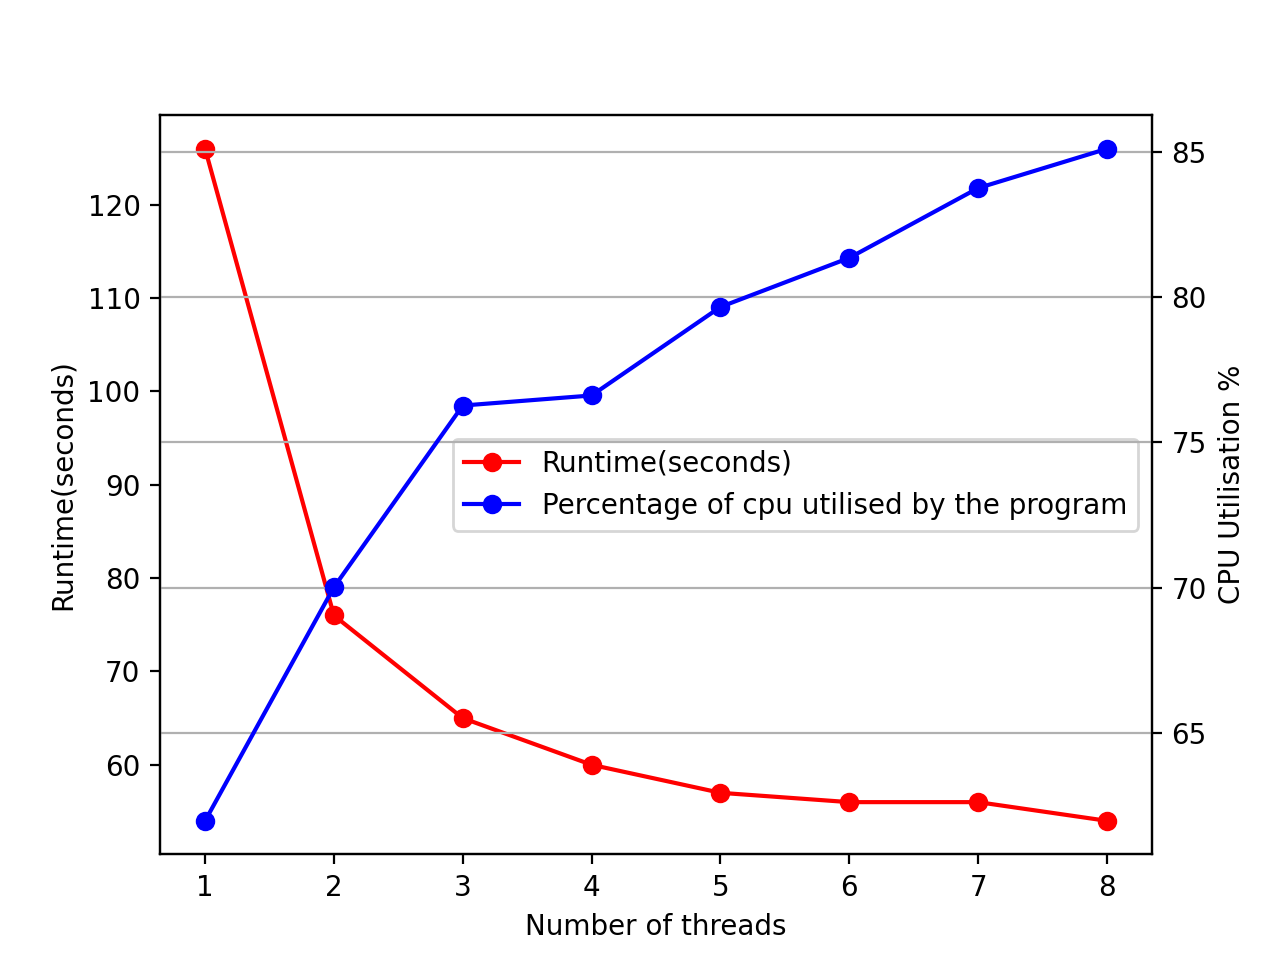 120
110
100
90
80
70
60
Runtime(seconds)
85
80
75
70
65
CPU Utilisation %
Runtime(seconds)
Percentage of cpu utilised by the program
1 2 3 4 5 6 7 8
Number of threads